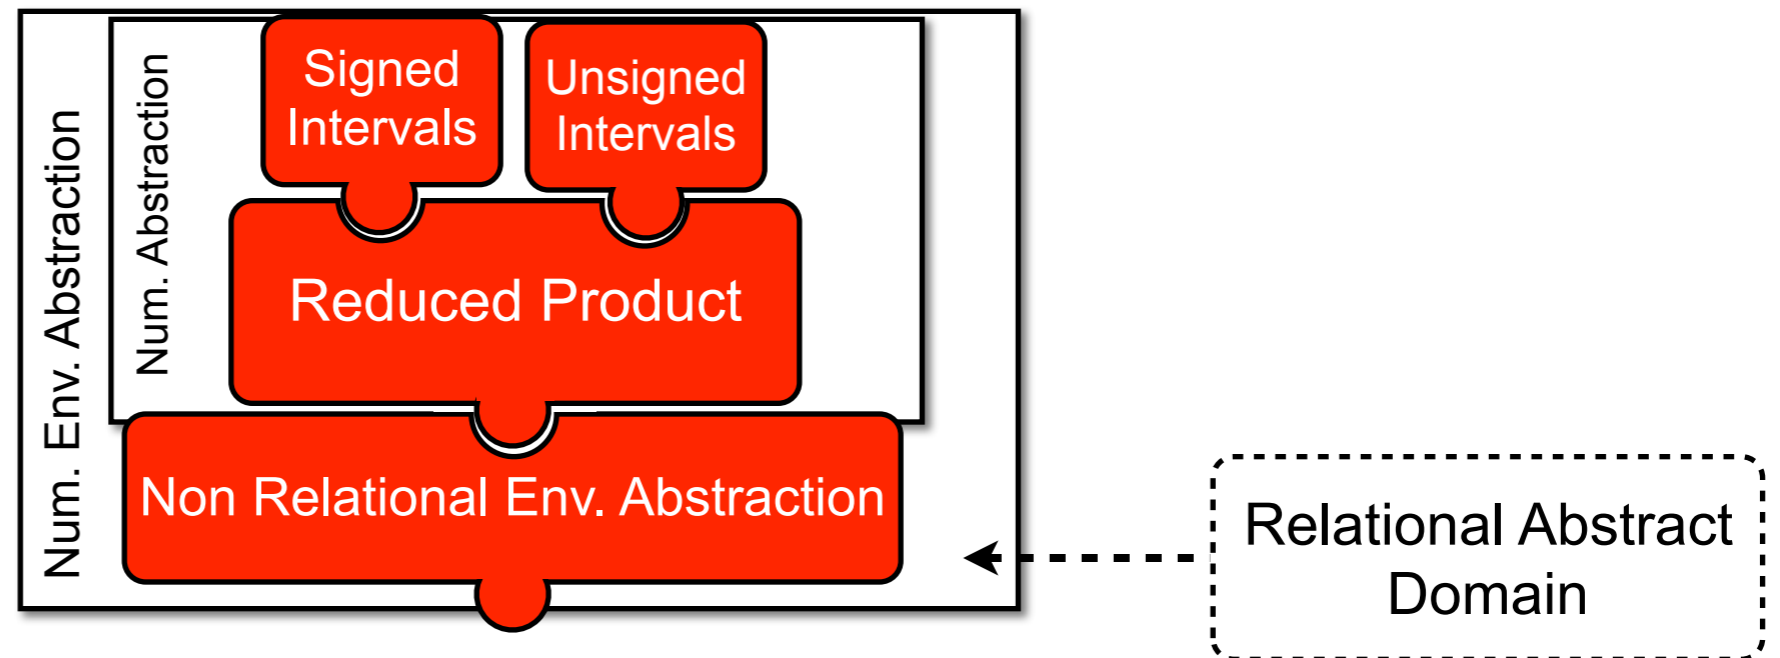 Num. Env. Abstraction
Num. Abstraction
Signed
Intervals
Unsigned
Intervals
Reduced Product
Non Relational Env. Abstraction
Relational Abstract
Domain